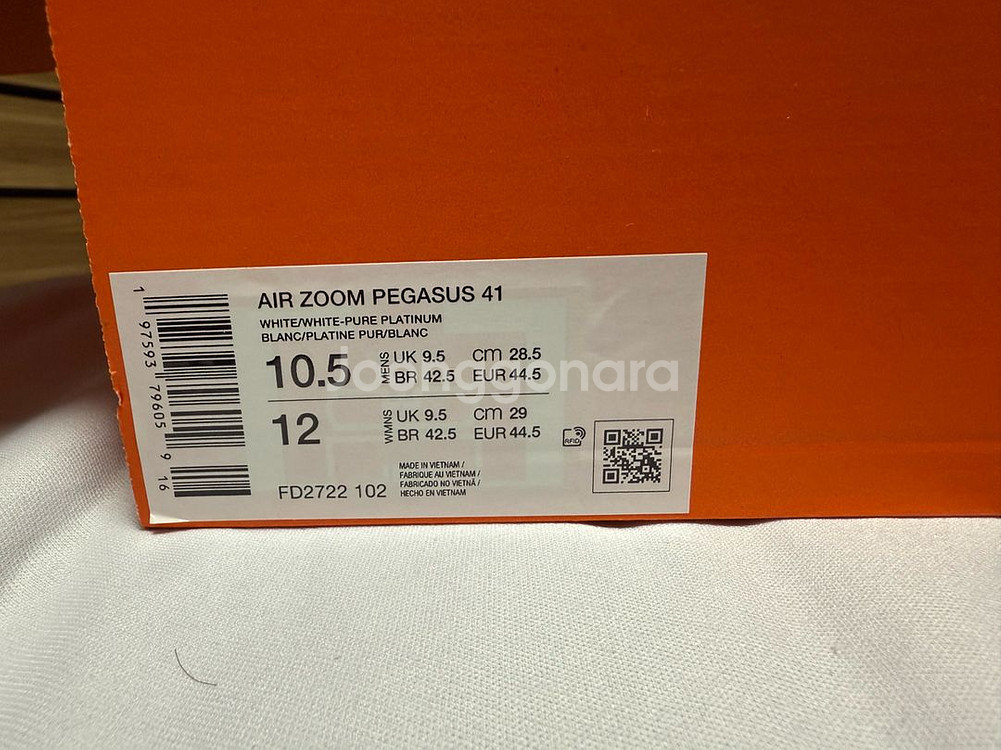 AIR ZOOM PEGASUS 41
WHITE/WHITE-PURE PLATINUM
BLANC/PLATINE PUR/BLANC
10.5 MENS UK 9.5 cm 28.5
BR 42.5 EUR 44.5
12 WMNS UK 9.5 cm 29
BR 42.5 EUR 44.5
RFID
FD2722 102
MADE IN VIETNAM /
FABRIQUE AU VIETNAM /
FABRICADO NO VIETNÃ /
HECHO EN VIETNAM
1 97593 79605 9 16
joonggonara